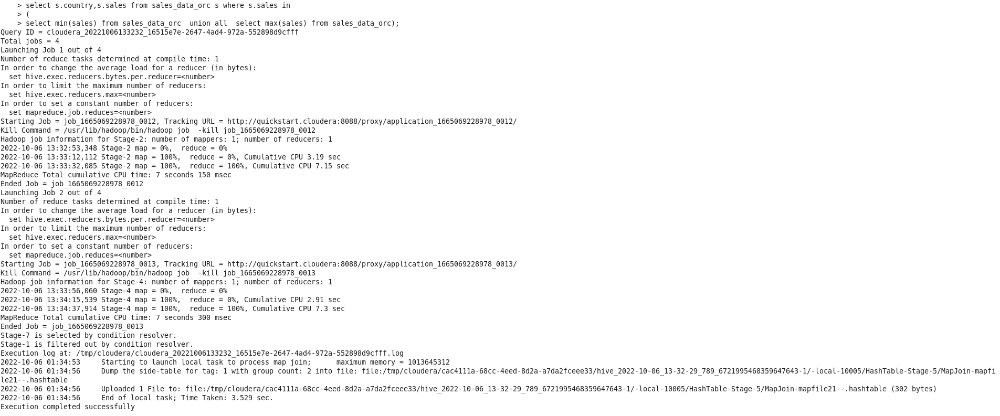 > select s.country,s.sales from sales_data_orc s where s.sales in
    > (
    > select min(sales) from sales_data_orc  union all  select max(sales) from sales_data_orc);
Query ID = cloudera_20221006133232_16515e7e-2647-4ad4-972a-552898d9cfff
Total jobs = 4
Launching Job 1 out of 4
Number of reduce tasks determined at compile time: 1
In order to change the average load for a reducer (in bytes):
  set hive.exec.reducers.bytes.per.reducer=<number>
In order to limit the maximum number of reducers:
  set hive.exec.reducers.max=<number>
In order to set a constant number of reducers:
  set mapreduce.job.reduces=<number>
Starting Job = job_1665069228978_0012, Tracking URL = http://quickstart.cloudera:8088/proxy/application_1665069228978_0012/
Kill Command = /usr/lib/hadoop/bin/hadoop job  -kill job_1665069228978_0012
Hadoop job information for Stage-2: number of mappers: 1; number of reducers: 1
2022-10-06 13:32:53,348 Stage-2 map = 0%,  reduce = 0%
2022-10-06 13:33:12,112 Stage-2 map = 100%,  reduce = 0%, Cumulative CPU 3.19 sec
2022-10-06 13:33:32,085 Stage-2 map = 100%,  reduce = 100%, Cumulative CPU 7.15 sec
MapReduce Total cumulative CPU time: 7 seconds 150 msec
Ended Job = job_1665069228978_0012
Launching Job 2 out of 4
Number of reduce tasks determined at compile time: 1
In order to change the average load for a reducer (in bytes):
  set hive.exec.reducers.bytes.per.reducer=<number>
In order to limit the maximum number of reducers:
  set hive.exec.reducers.max=<number>
In order to set a constant number of reducers:
  set mapreduce.job.reduces=<number>
Starting Job = job_1665069228978_0013, Tracking URL = http://quickstart.cloudera:8088/proxy/application_1665069228978_0013/
Kill Command = /usr/lib/hadoop/bin/hadoop job  -kill job_1665069228978_0013
Hadoop job information for Stage-4: number of mappers: 1; number of reducers: 1
2022-10-06 13:33:56,060 Stage-4 map = 0%,  reduce = 0%
2022-10-06 13:34:15,539 Stage-4 map = 100%,  reduce = 0%, Cumulative CPU 2.91 sec
2022-10-06 13:34:37,914 Stage-4 map = 100%,  reduce = 100%, Cumulative CPU 7.3 sec
MapReduce Total cumulative CPU time: 7 seconds 300 msec
Ended Job = job_1665069228978_0013
Stage-7 is selected by condition resolver.
Stage-1 is filtered out by condition resolver.
Execution log at: /tmp/cloudera/cloudera_20221006133232_16515e7e-2647-4ad4-972a-552898d9cfff.log
2022-10-06 01:34:53     Starting to launch local task to process map join;      maximum memory = 1013645312
2022-10-06 01:34:56     Dump the side-table for tag: 1 with group count: 2 into file: file:/tmp/cloudera/cac4111a-68cc-4eed-8d2a-a7da2fceee33/hive_2022-10-06_13-32-29_789_6721995468359647643-1/-local-10005/HashTable-Stage-5/MapJoin-mapfi
le21--.hashtable
2022-10-06 01:34:56     Uploaded 1 File to: file:/tmp/cloudera/cac4111a-68cc-4eed-8d2a-a7da2fceee33/hive_2022-10-06_13-32-29_789_6721995468359647643-1/-local-10005/HashTable-Stage-5/MapJoin-mapfile21--.hashtable (302 bytes)
2022-10-06 01:34:56     End of local task; Time Taken: 3.529 sec.
Execution completed successfully